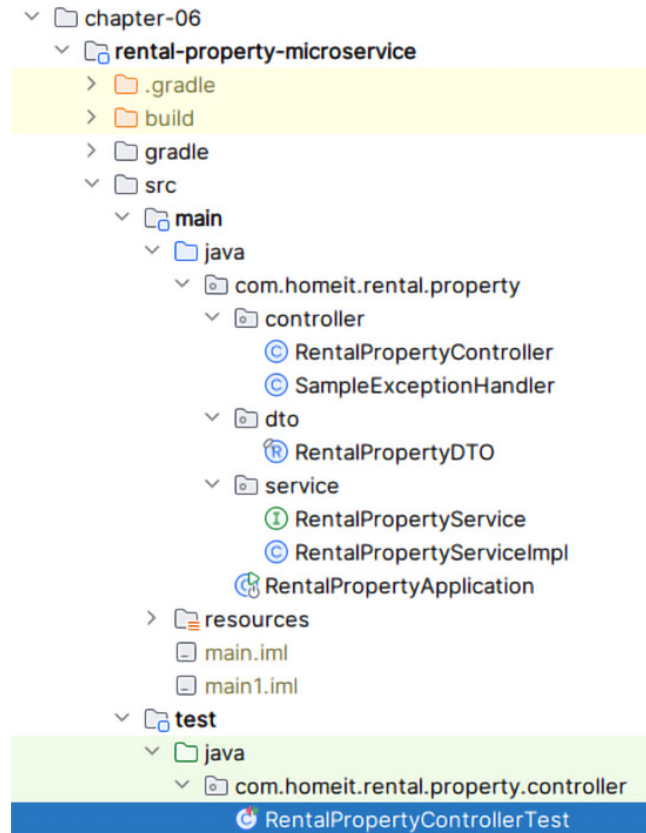 chapter-06
rental-property-microservice
.gradle
build
gradle
src
main
java
com.homeit.rental.property
controller
RentalPropertyController
SampleExceptionHandler
dto
RentalPropertyDTO
service
RentalPropertyService
RentalPropertyServiceImpl
RentalPropertyApplication
resources
main.iml
main1.iml
test
java
com.homeit.rental.property.controller
RentalPropertyControllerTest